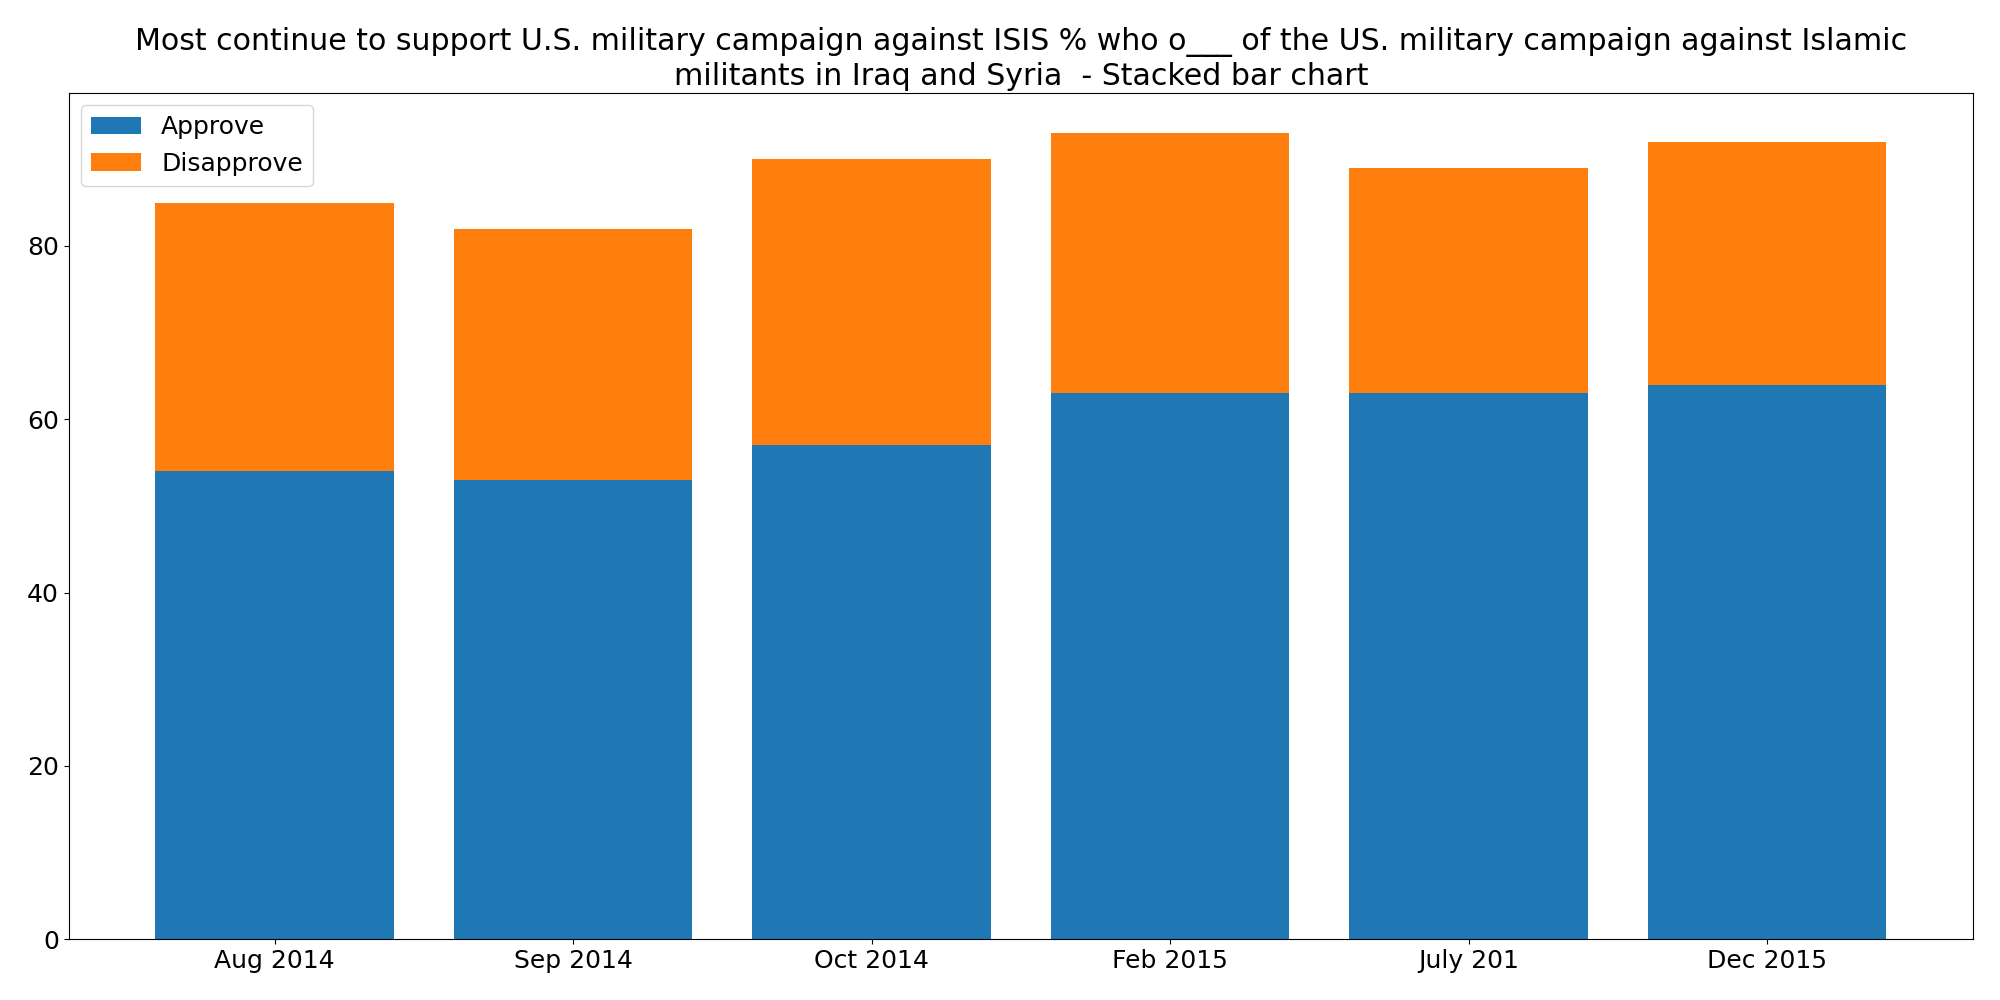 Most continue to support U.S. military campaign against ISIS % who o___ of the US. military campaign against Islamic
militants in Iraq and Syria  - Stacked bar chart
Approve
Disapprove
80
60
40
20
0
Aug 2014 Sep 2014 Oct 2014 Feb 2015 July 201 Dec 2015